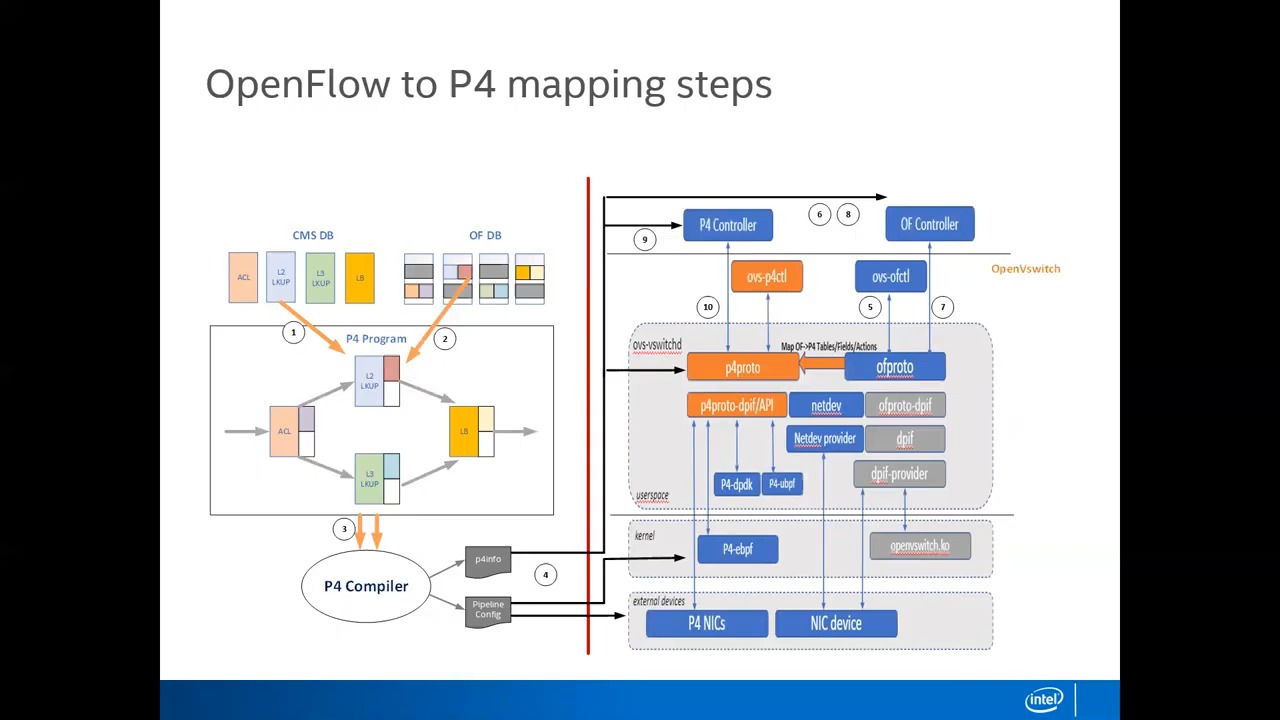 OpenFlow to P4 mapping steps
CMS DB
OF DB
ACL
L2
LKUP
L3
LKUP
LB
1
2
P4 Program
L2
LKUP
ACL
LB
L3
LKUP
3
P4 Compiler
p4info
Pipeline
Config
4
6
8
P4 Controller
OF Controller
9
OpenVswitch
ovs-p4ctl
ovs-ofctl
10
5
7
ovs-vswitchd
Map OF->P4 Tables/Fields/Actions
p4proto
ofproto
p4proto-dpif/API
netdev
ofproto-dpif
Netdev provider
dpif
dpif-provider
P4-dpdk
P4-ubpf
userspace
kernel
P4-ebpf
openvswitch.ko
external devices
P4 NICs
NIC device
intel